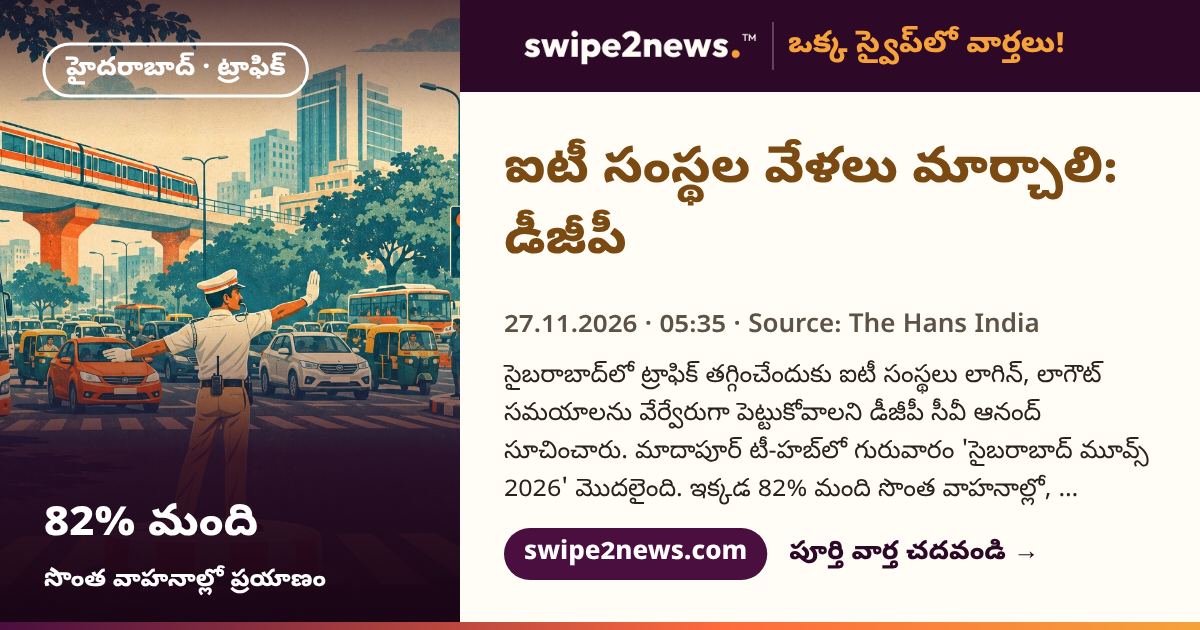 హైదరాబాద్ · ట్రాఫిక్
82% మంది
సొంత వాహనాల్లో ప్రయాణం
swipe2news.™ | ఒక్క స్వైప్‌లో వార్తలు!
ఐటీ సంస్థల వేళలు మార్చాలి:
డీజీపీ
27.11.2026 · 05:35 · Source: The Hans India
సైబరాబాద్‌లో ట్రాఫిక్ తగ్గించేందుకు ఐటీ సంస్థలు లాగిన్, లాగౌట్
సమయాలను వేర్వేరుగా పెట్టుకోవాలని డీజీపీ సీవీ ఆనంద్
సూచించారు. మాదాపూర్ టీ-హబ్‌లో గురువారం 'సైబరాబాద్ మూవ్స్
2026' మొదలైంది. ఇక్కడ 82% మంది సొంత వాహనాల్లో, ...
swipe2news.com పూర్తి వార్త చదవండి →